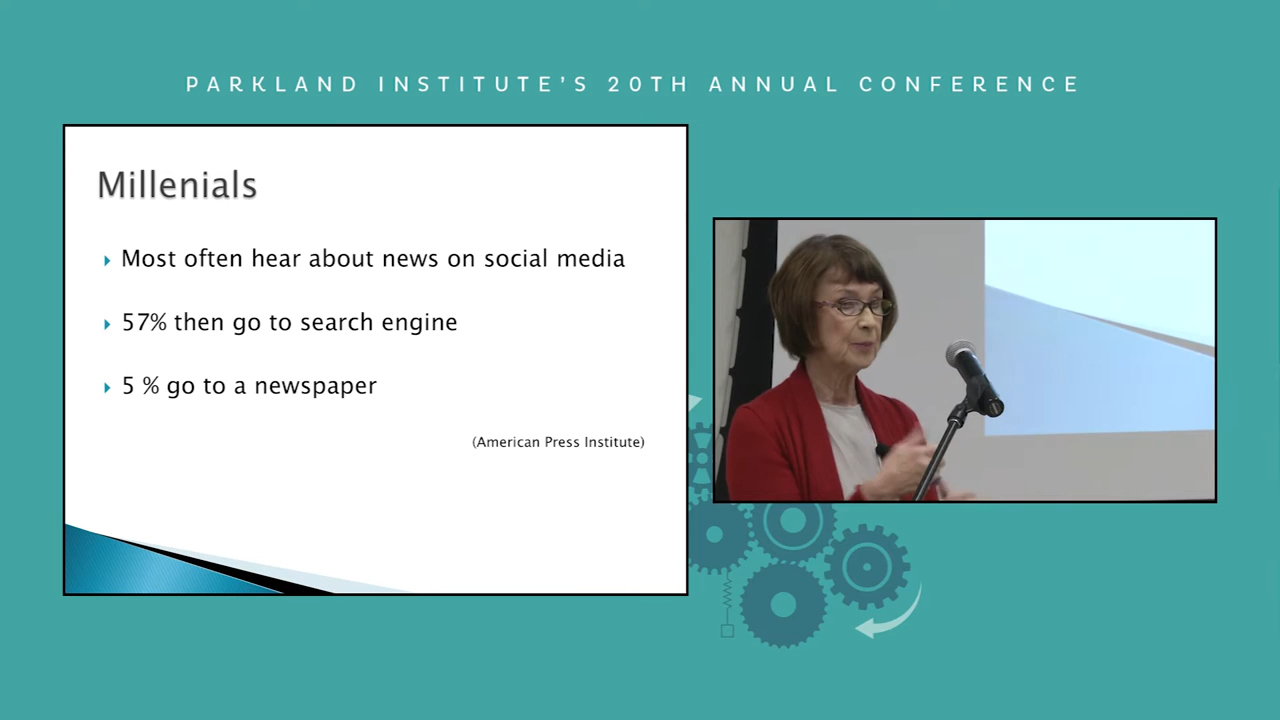 PARKLAND INSTITUTE'S 20TH ANNUAL CONFERENCE
Millenials
Most often hear about news on social media
57% then go to search engine
5 % go to a newspaper
(American Press Institute)